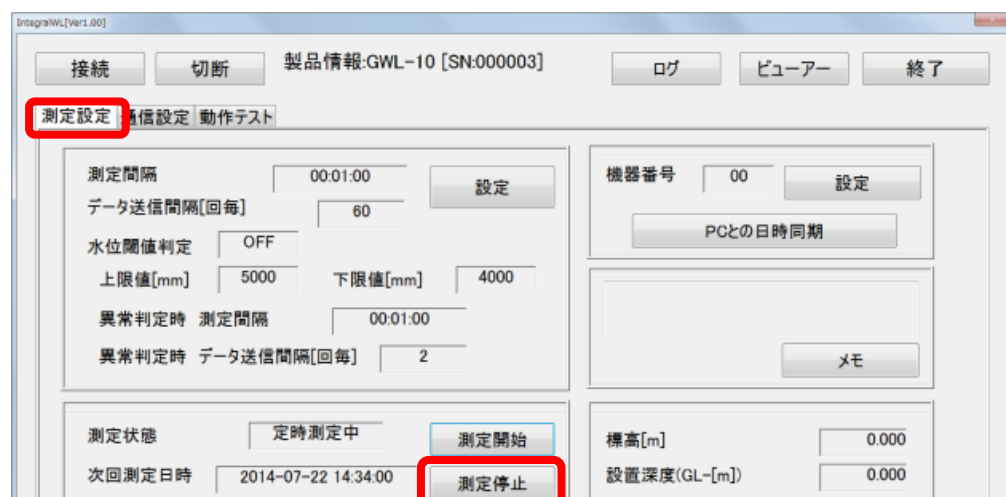 IntegralWL[Ver1.00]
接続 切断 製品情報:GWL-10 [SN:000003] ログ ビューアー 終了
測定設定 通信設定 動作テスト
測定間隔 00:01:00 設定
データ送信間隔[回毎] 60
水位閾値判定 OFF
上限値[mm] 5000 下限値[mm] 4000
異常判定時 測定間隔 00:01:00
異常判定時 データ送信間隔[回毎] 2
機器番号 00 設定
PCとの日時同期
メモ
測定状態 定時測定中 測定開始
次回測定日時 2014-07-22 14:34:00 測定停止
標高[m] 0.000
設置深度(GL-[m]) 0.000